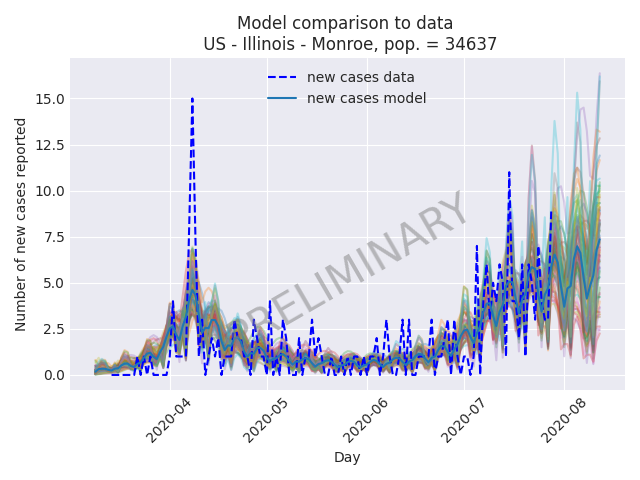 Model comparison to data
US - Illinois - Monroe, pop. = 34637
new cases data
new cases model
Number of new cases reported
15.0
12.5
10.0
7.5
5.0
2.5
0.0
PRELIMINARY
2020-04
2020-05
2020-06
2020-07
2020-08
Day